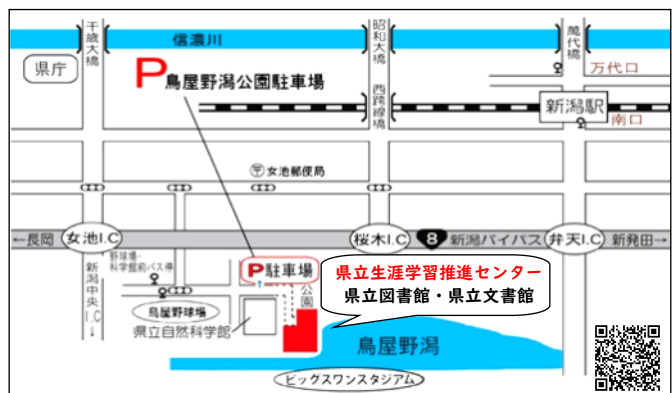 千歳大橋
信濃川
昭和大橋
萬代橋
県庁
P
鳥屋野潟公園駐車場
万代口
西跨線橋
新潟駅
南口
〒女池郵便局
←長岡
女池I.C
桜木I.C
8
新潟バイパス
弁天I.C
新発田→
野球場・
科学館前バス停
P駐車場
公園
県立生涯学習推進センター
県立図書館・県立文書館
新潟中央I.C→
鳥屋野球場
県立自然科学館
鳥屋野潟
ビッグスワンスタジアム